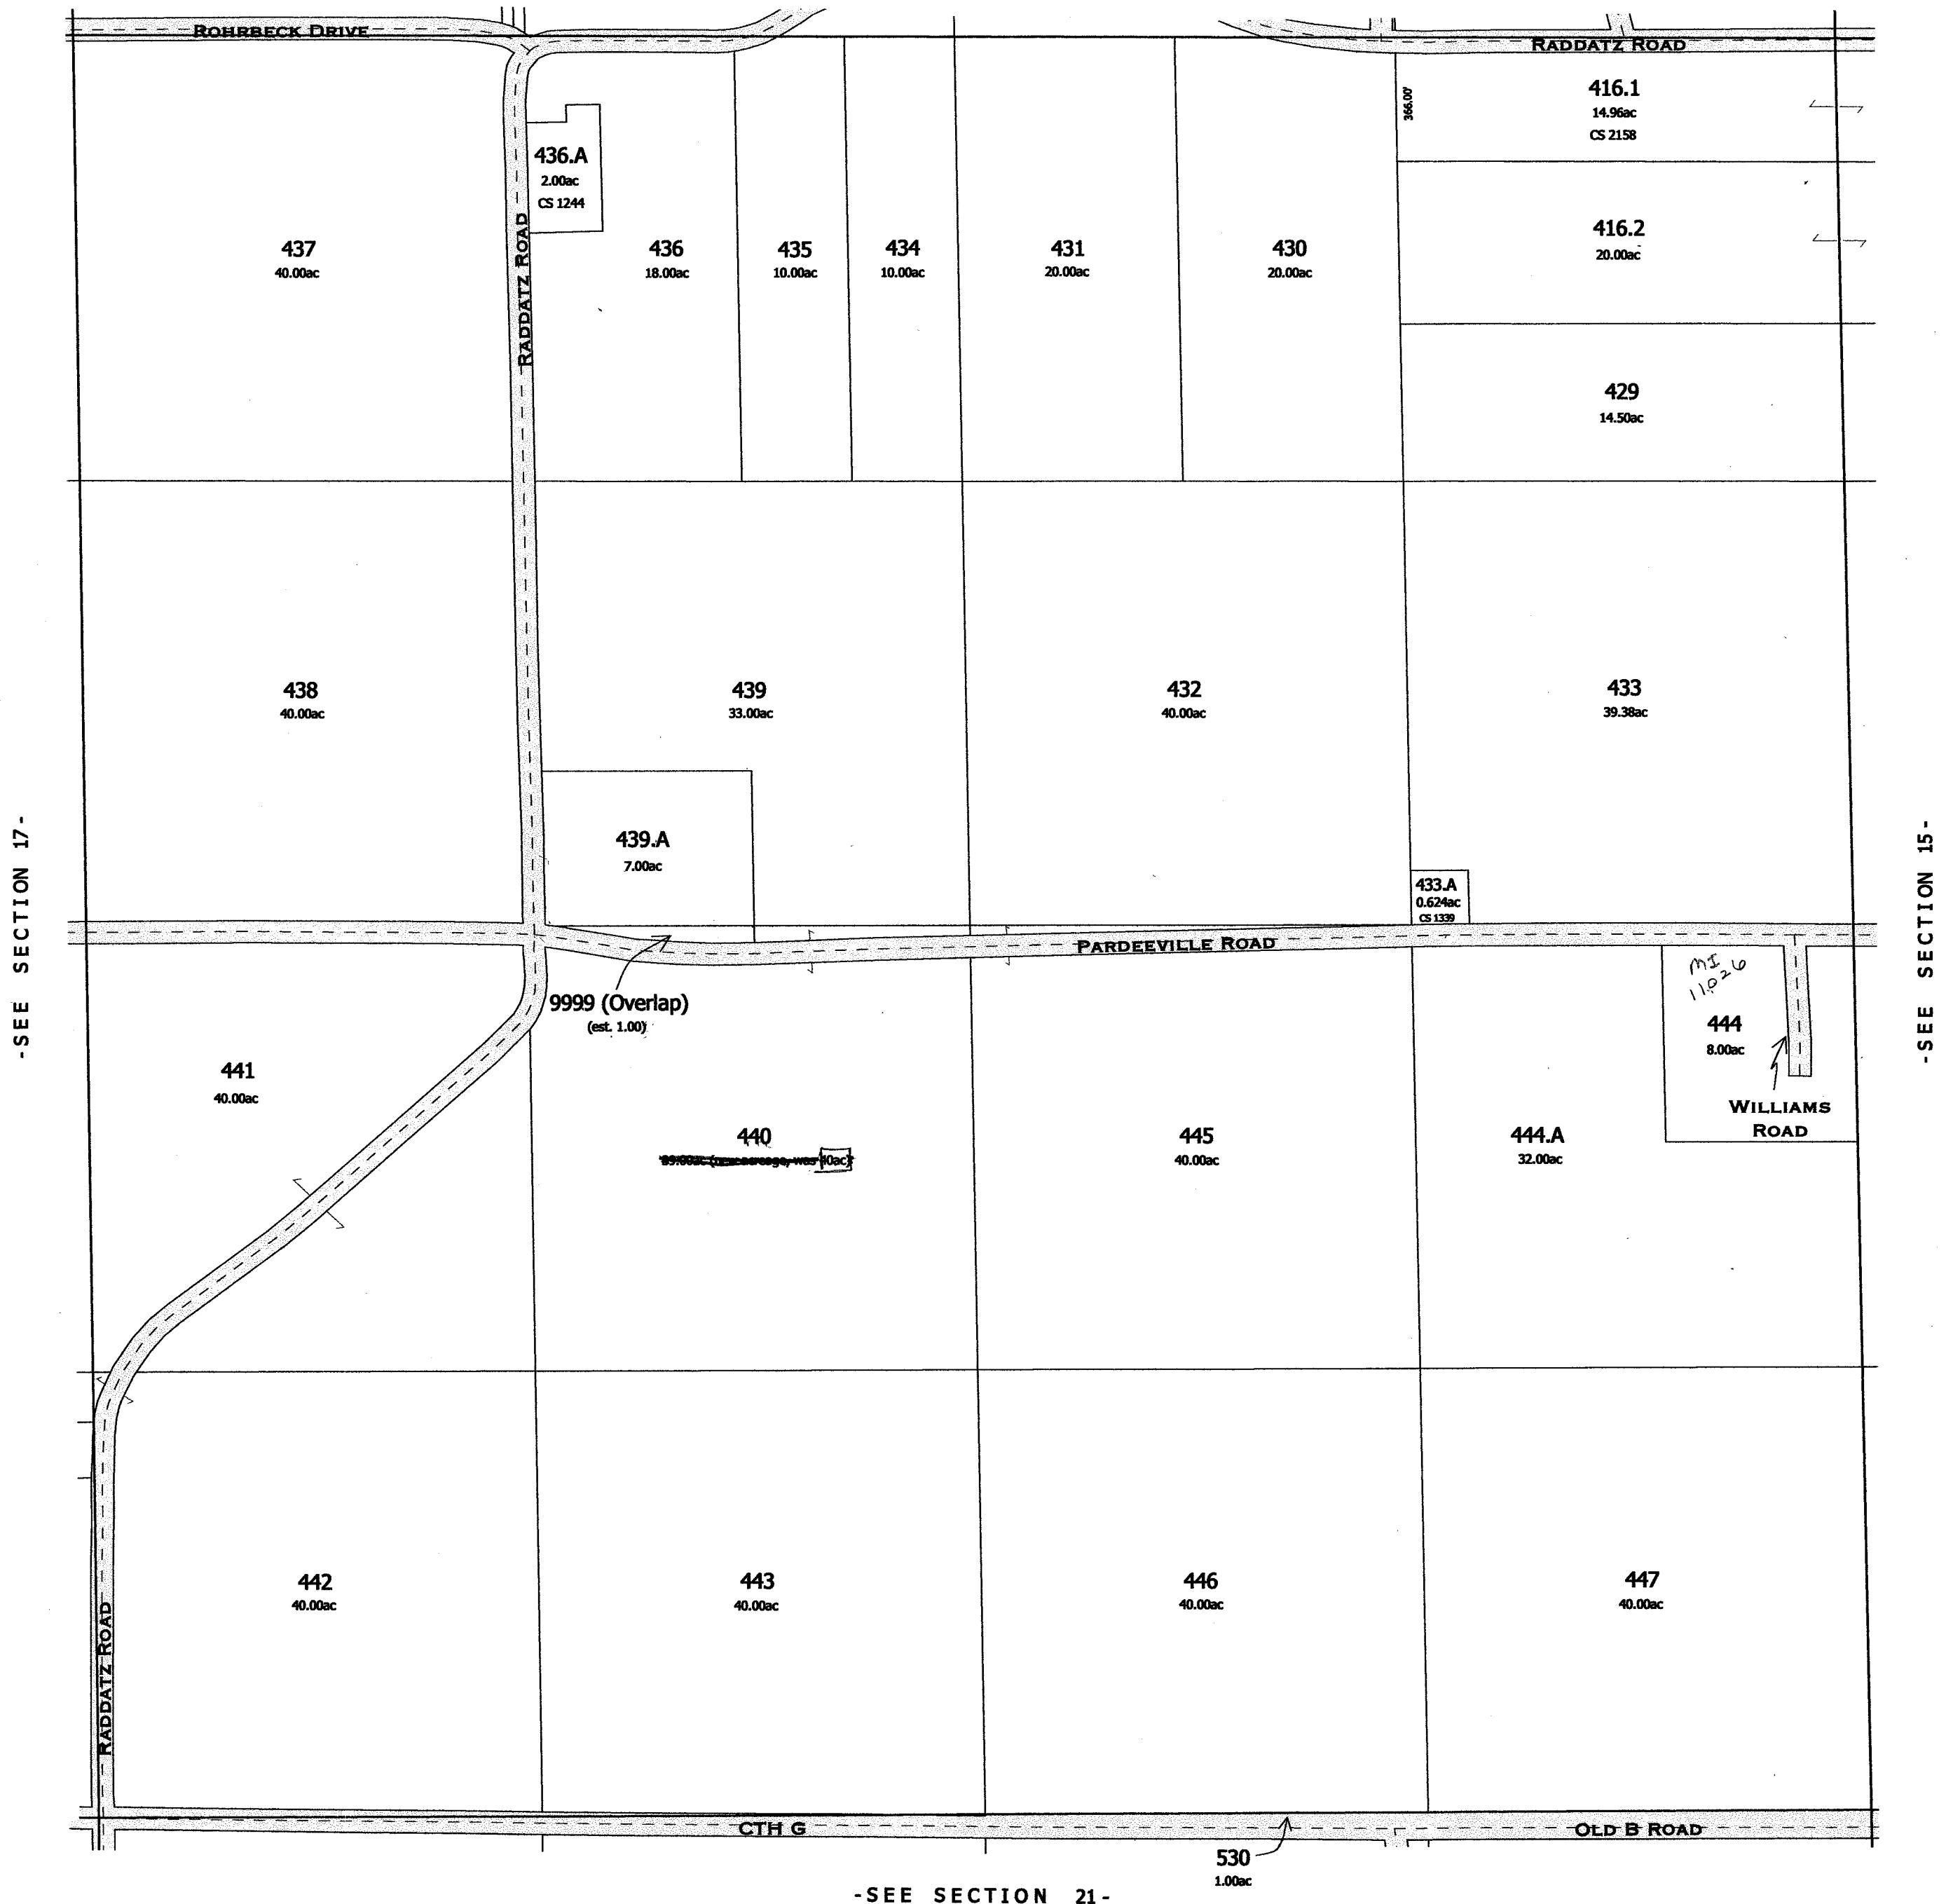 ROHRBECK DRIVE
RADDATZ ROAD
416.1
14.96ac
CS 2158
366.00'
436.A
2.00ac
CS 1244
RADDATZ ROAD
437
40.00ac
436
18.00ac
435
10.00ac
434
10.00ac
431
20.00ac
430
20.00ac
416.2
20.00ac
429
14.50ac
438
40.00ac
439
33.00ac
432
40.00ac
433
39.38ac
439.A
7.00ac
433.A
0.624ac
CS 1339
-SEE SECTION 17-
-SEE SECTION 15-
PARDEEVILLE ROAD
9999 (Overlap)
(est. 1.00)
MI
11026
444
8.00ac
WILLIAMS
ROAD
441
40.00ac
440
39.00ac (new acreage, was 40ac)
445
40.00ac
444.A
32.00ac
442
40.00ac
443
40.00ac
446
40.00ac
447
40.00ac
RADDATZ ROAD
CTH G
OLD B ROAD
530
1.00ac
-SEE SECTION 21-